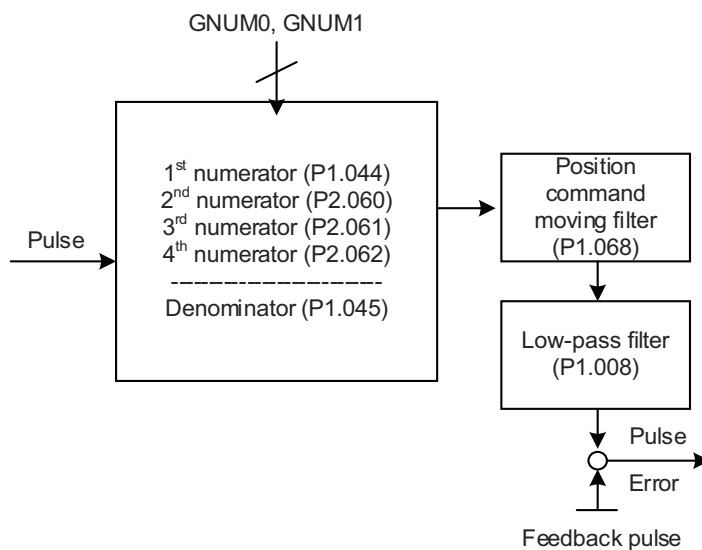 GNUM0, GNUM1
Pulse
1st numerator (P1.044)
2nd numerator (P2.060)
3rd numerator (P2.061)
4th numerator (P2.062)
------------------------
Denominator (P1.045)
Position
command
moving filter
(P1.068)
Low-pass filter
(P1.008)
Pulse
Error
Feedback pulse